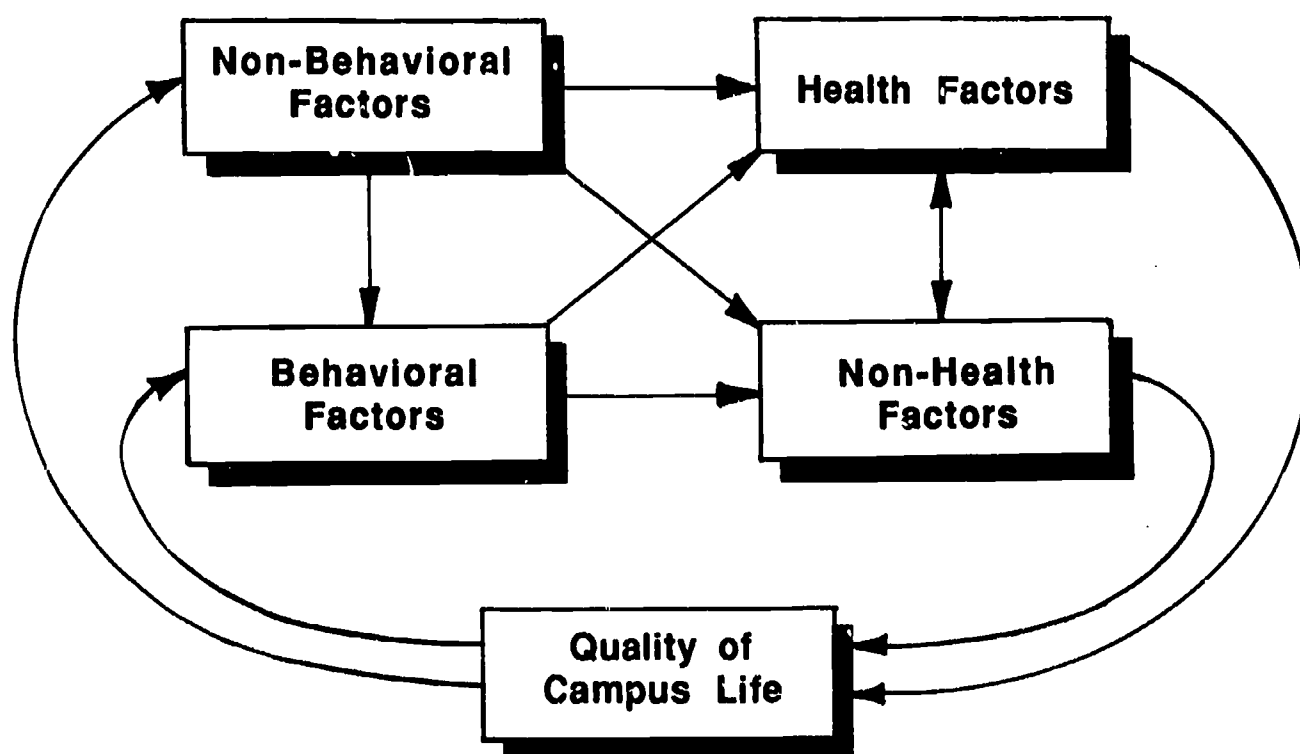 Non-Behavioral
Factors
Health Factors
Behavioral
Factors
Non-Health
Factors
Quality of
Campus Life